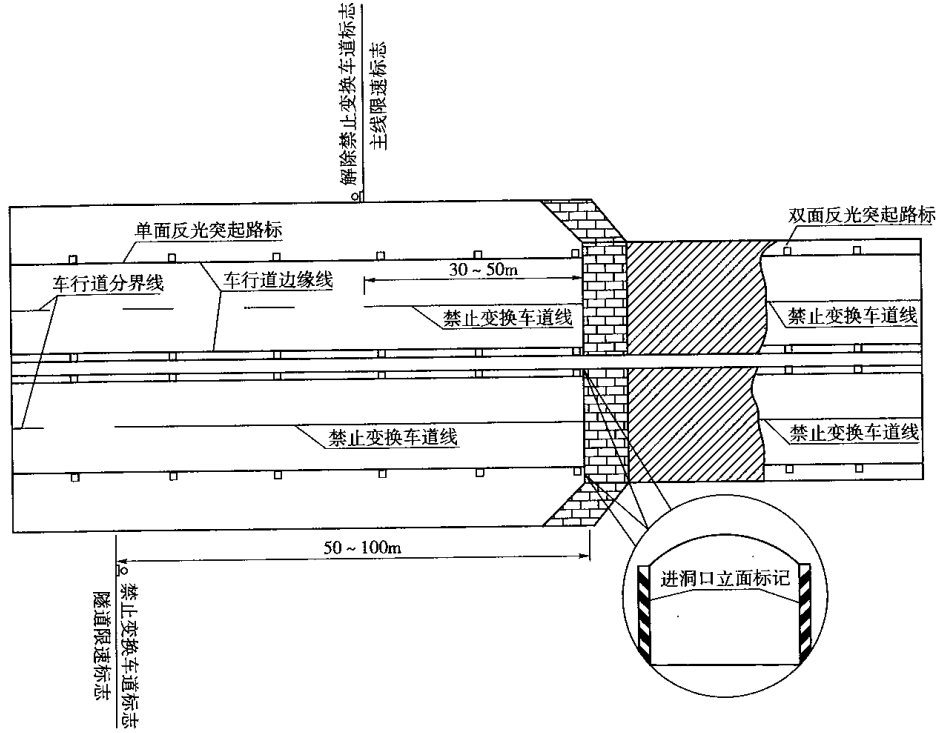 解除禁止变换车道标志
主线限速标志
单面反光突起路标
双面反光突起路标
车行道分界线
车行道边缘线
30~50m
禁止变换车道线
禁止变换车道线
禁止变换车道线
禁止变换车道线
50~100m
进洞口立面标记
禁止变换车道标志
隧道限速标志